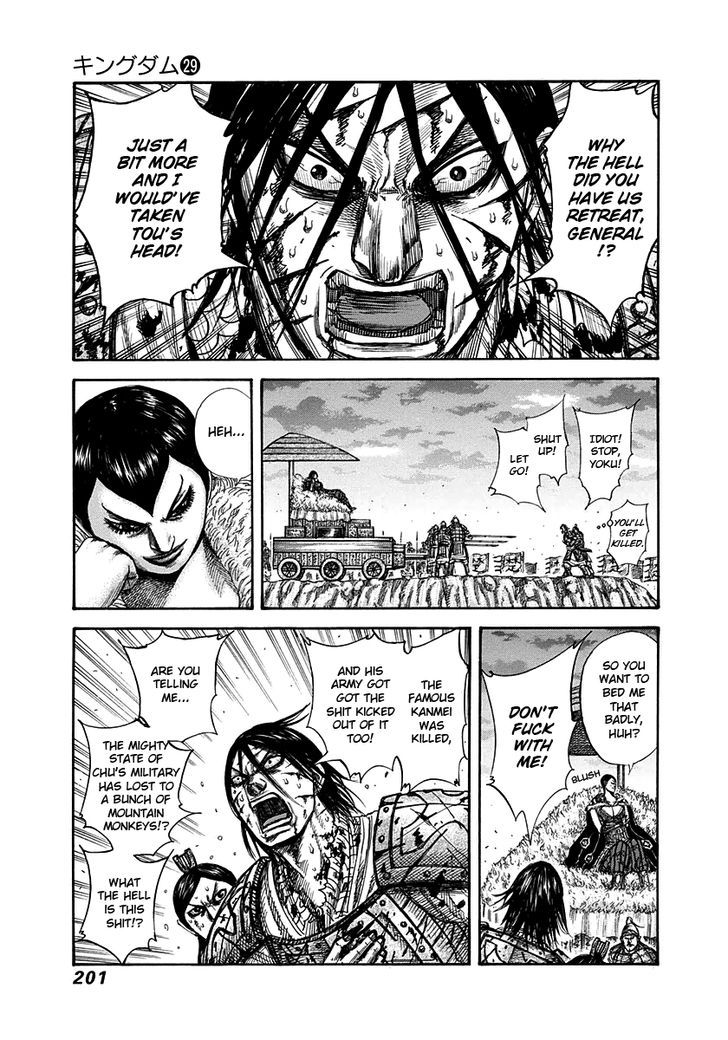 キングダム29
WHY
THE HELL
DID YOU
HAVE US
RETREAT,
GENERAL
!?
JUST A
BIT MORE
AND I
WOULD'VE
TAKEN
TOU'S
HEAD!
IDIOT!
STOP,
YOKU!
SHUT
UP!
LET
GO!
YOU'LL
GET
KILLED.
HEH...
SO YOU
WANT TO
BED ME
THAT
BADLY,
HUH?
DON'T
FUCK
WITH
ME!
BLUSH
THE
FAMOUS
KANMEI
WAS
KILLED,
AND HIS
ARMY GOT
GOT THE
SHIT KICKED
OUT OF IT
TOO!
ARE YOU
TELLING
ME...
THE MIGHTY
STATE OF
CHU'S MILITARY
HAS LOST TO
A BUNCH OF
MOUNTAIN
MONKEYS!?
WHAT
THE HELL
IS THIS
SHIT!?
201